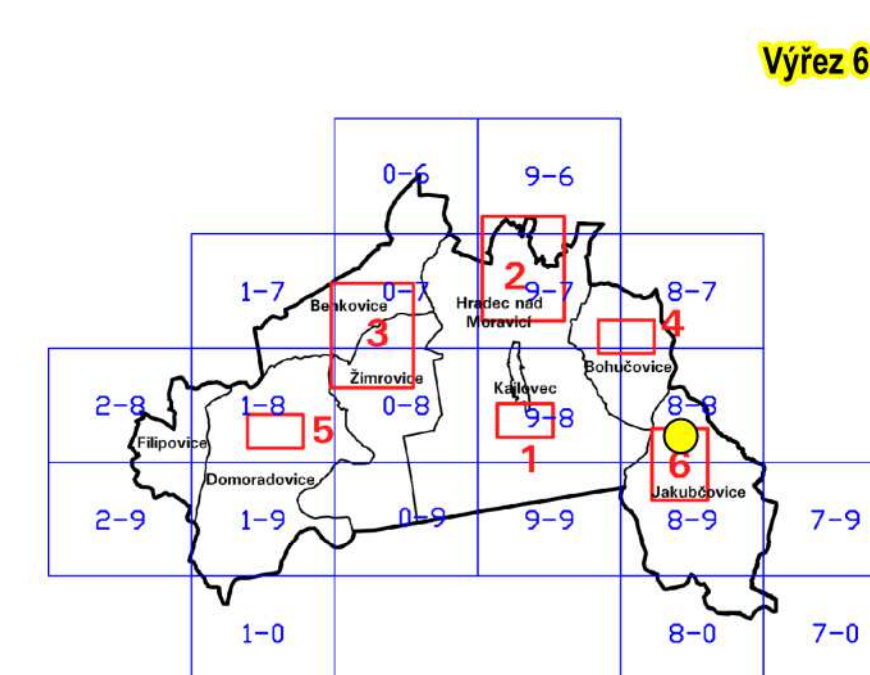 Výřez 6
0-6 9-6
1-7 0-7 9-7 8-7
2
Benkovice
Hradec nad
Moravicí
3
4
Bohučovice
Žimrovice
Kajlovec
2-8 1-8 0-8 9-8 8-8
Filipovice
5
1
6
Domoradovice
Jakubčovice
2-9 1-9 0-9 9-9 8-9 7-9
1-0 8-0 7-0